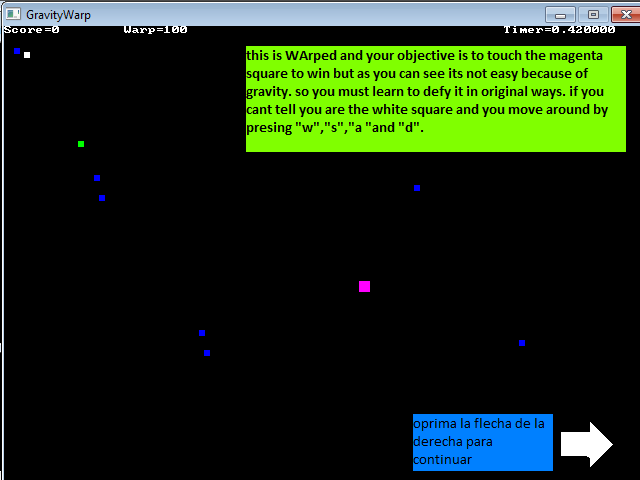 GravityWarp
Score=0 Warp=100 Timer=0.420000
this is WArped and your objective is to touch the magenta
square to win but as you can see its not easy because of
gravity. so you must learn to defy it in original ways. if you
cant tell you are the white square and you move around by
presing "w","s","a "and "d".
oprima la flecha de la
derecha para
continuar